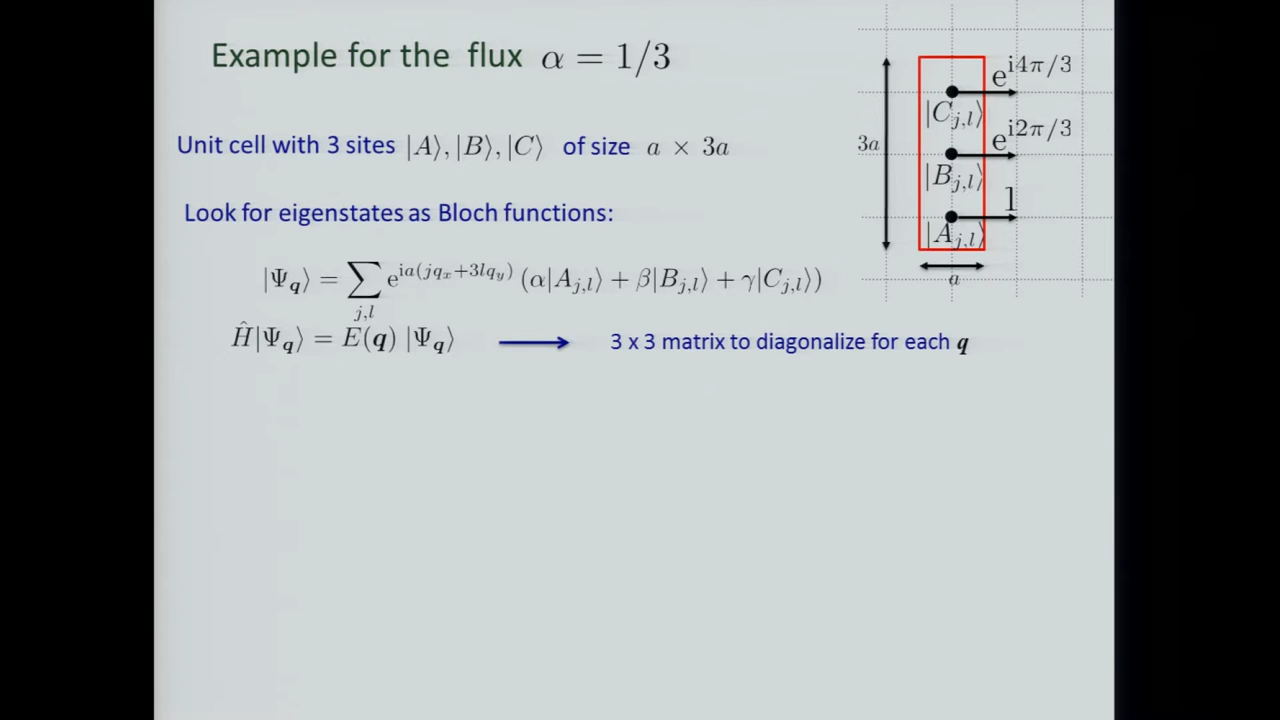 Example for the flux α = 1/3
Unit cell with 3 sites |A⟩, |B⟩, |C⟩ of size a × 3a
Look for eigenstates as Bloch functions:
|Ψ_q⟩ = ∑_{j,l} e^{ia(jq_x+3lq_y)} (α|A_{j,l}⟩ + β|B_{j,l}⟩ + γ|C_{j,l}⟩)
Ĥ|Ψ_q⟩ = E(q) |Ψ_q⟩ ⟶ 3 x 3 matrix to diagonalize for each q
e^{i4π/3}
|C_{j,l}⟩
e^{i2π/3}
3a
|B_{j,l}⟩
1
|A_{j,l}⟩
a